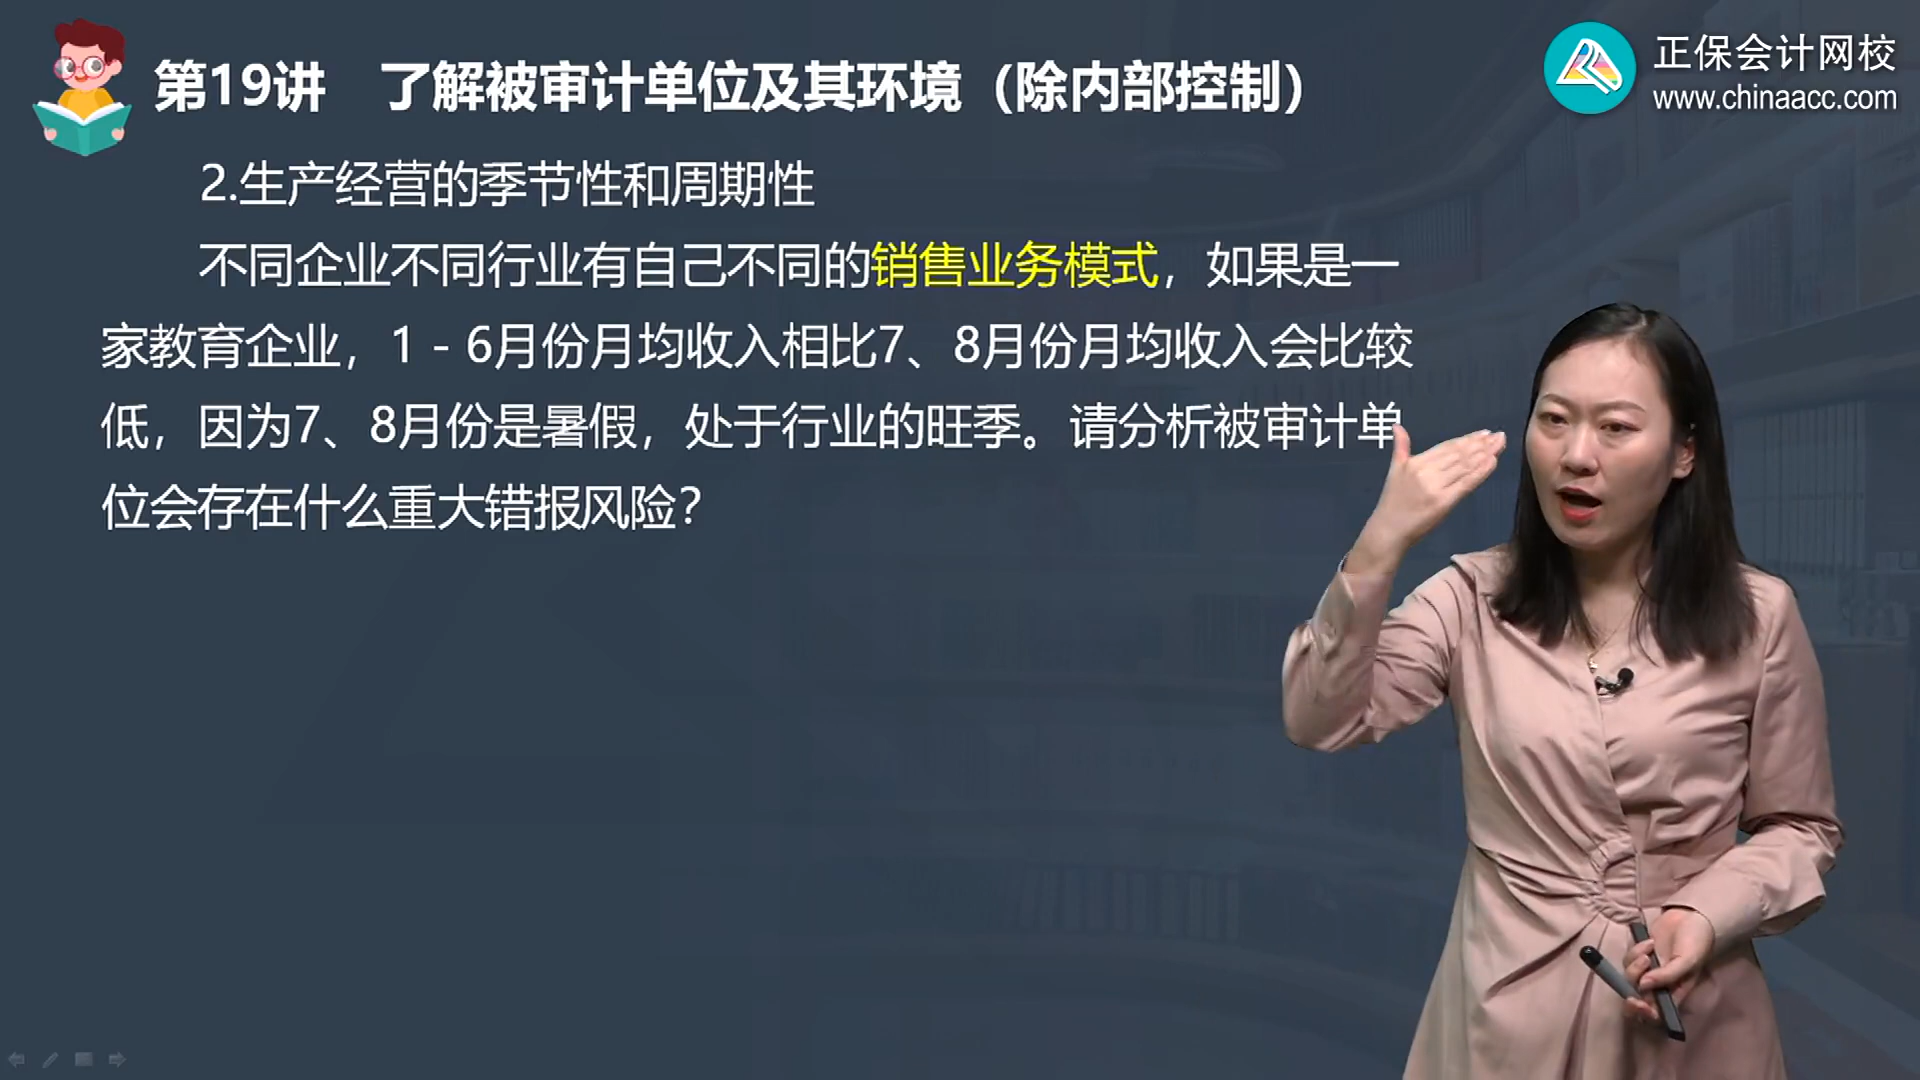 第19讲　了解被审计单位及其环境（除内部控制）
正保会计网校
www.chinaacc.com
2.生产经营的季节性和周期性
不同企业不同行业有自己不同的销售业务模式，如果是一
家教育企业，1－6月份月均收入相比7、8月份月均收入会比较
低，因为7、8月份是暑假，处于行业的旺季。请分析被审计单
位会存在什么重大错报风险？